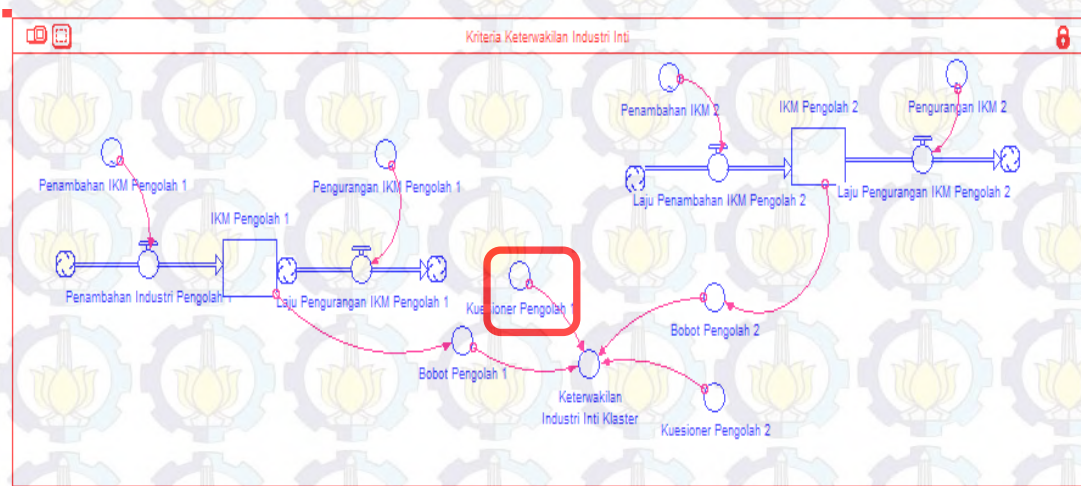 Kriteria Keterwakilan Industri Inti
Penambahan IKM 2
IKM Pengolah 2
Pengurangan IKM 2
Laju Penambahan IKM Pengolah 2
Laju Pengurangan IKM Pengolah 2
Penambahan IKM Pengolah 1
Pengurangan IKM Pengolah 1
IKM Pengolah 1
Penambahan Industri Pengolah 1
Laju Pengurangan IKM Pengolah 1
Kuesioner Pengolah 1
Bobot Pengolah 2
Bobot Pengolah 1
Keterwakilan
Industri Inti Klaster
Kuesioner Pengolah 2